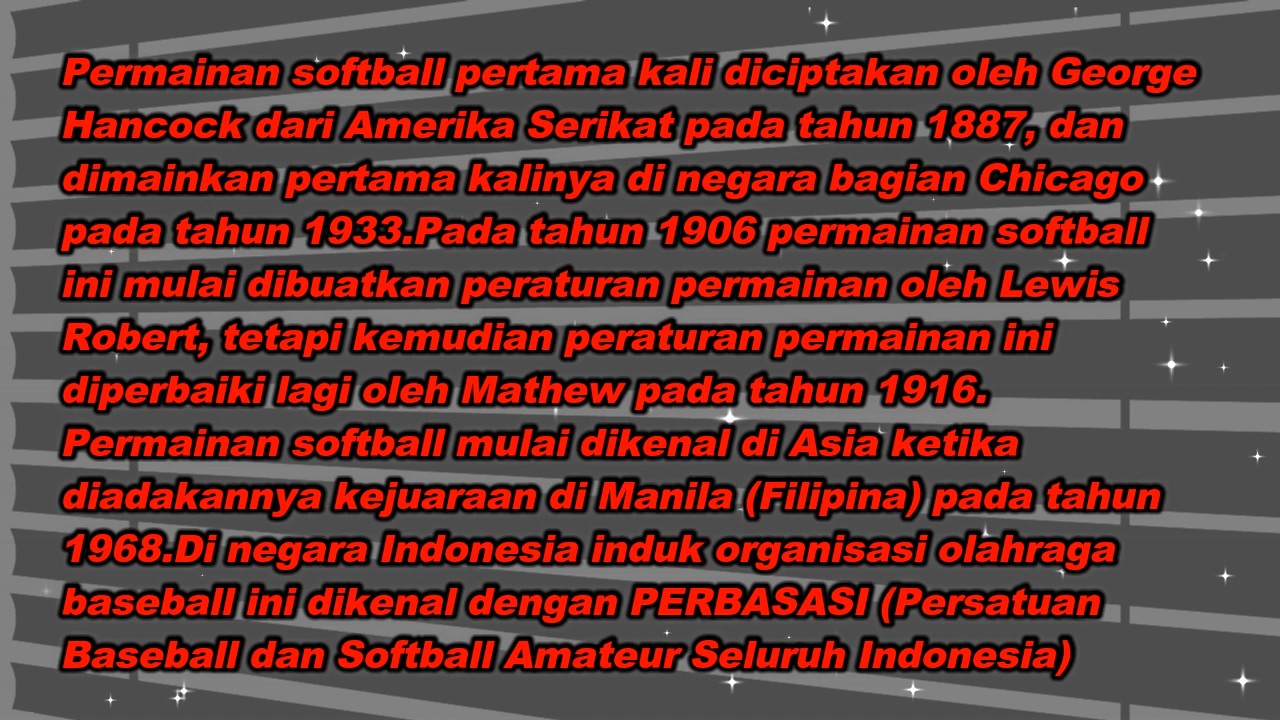 Permainan softball pertama kali diciptakan oleh George
Hancock dari Amerika Serikat pada tahun 1887, dan
dimainkan pertama kalinya di negara bagian Chicago
pada tahun 1933.Pada tahun 1906 permainan softball
ini mulai dibuatkan peraturan permainan oleh Lewis
Robert, tetapi kemudian peraturan permainan ini
diperbaiki lagi oleh Mathew pada tahun 1916.
Permainan softball mulai dikenal di Asia ketika
diadakannya kejuaraan di Manila (Filipina) pada tahun
1968.Di negara Indonesia induk organisasi olahraga
baseball ini dikenal dengan PERBASASI (Persatuan
Baseball dan Softball Amateur Seluruh Indonesia)